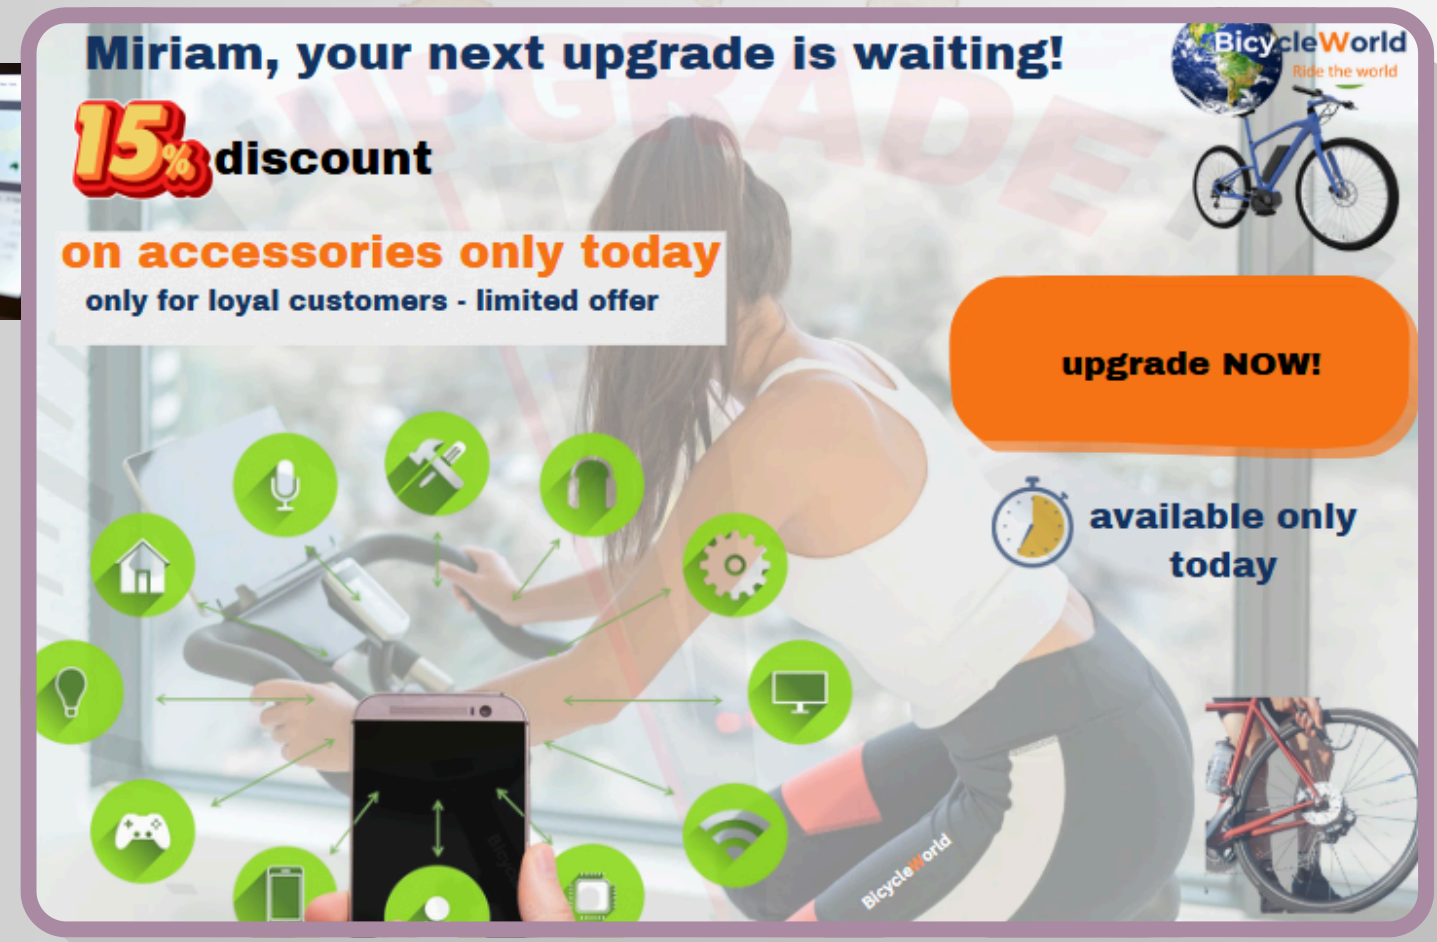 Miriam, your next upgrade is waiting!
BicycleWorld
Ride the world
UPGRADE
15% discount
on accessories only today
only for loyal customers - limited offer
upgrade NOW!
available only
today
BicycleWorld